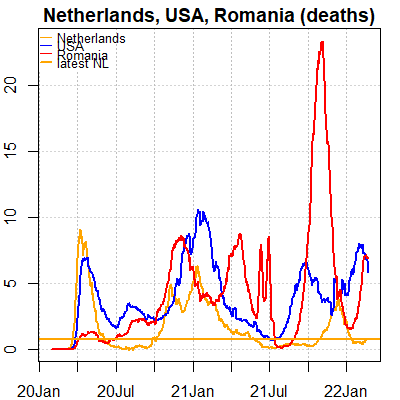 Netherlands, USA, Romania (deaths)
Netherlands
USA
Romania
latest NL
20
15
10
5
0
20Jan 20Jul 21Jan 21Jul 22Jan